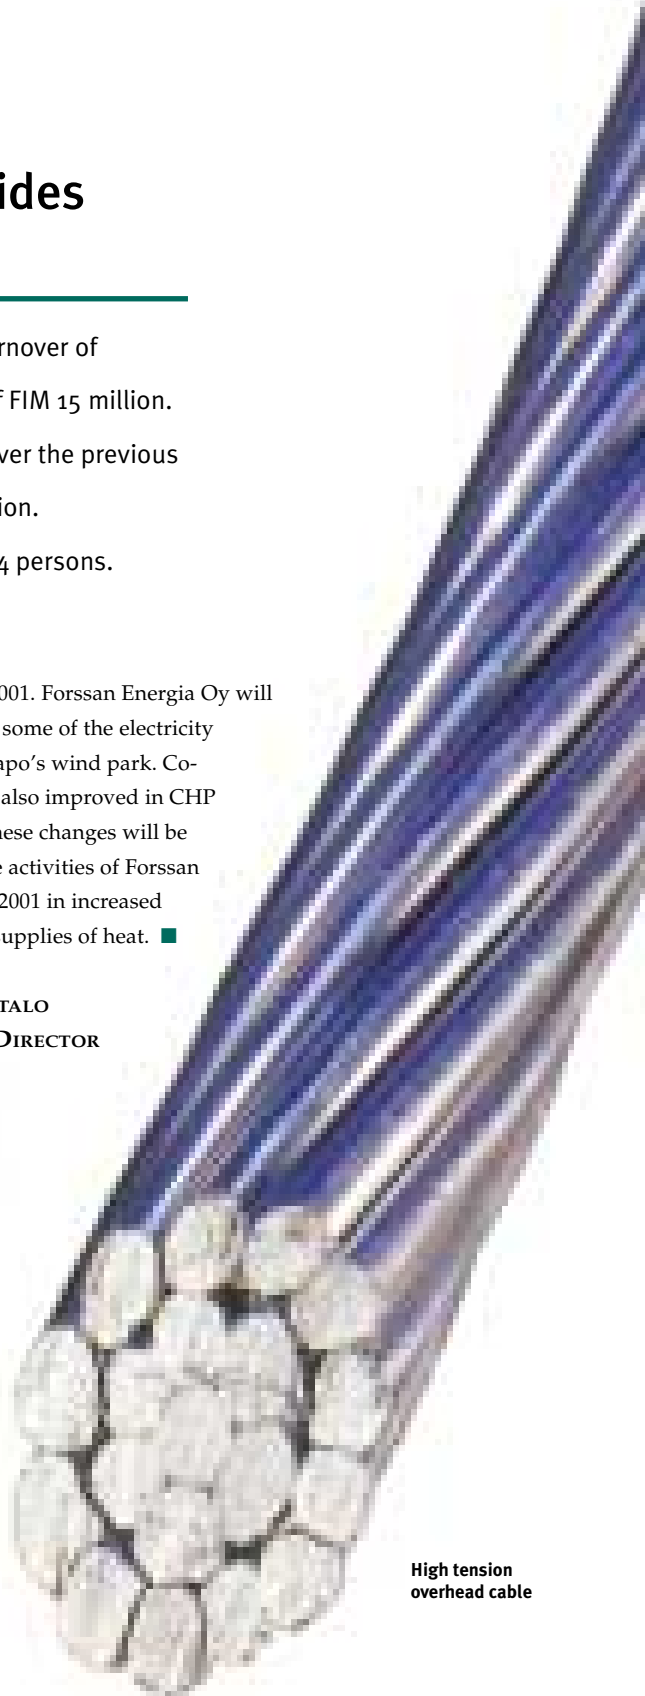 ides
rnover of
f FIM 15 million.
ver the previous
ion.
4 persons.
001. Forssan Energia Oy will
some of the electricity
apo's wind park. Co-
also improved in CHP
hese changes will be
e activities of Forssan
2001 in increased
supplies of heat. ■
TALO
DIRECTOR
High tension
overhead cable